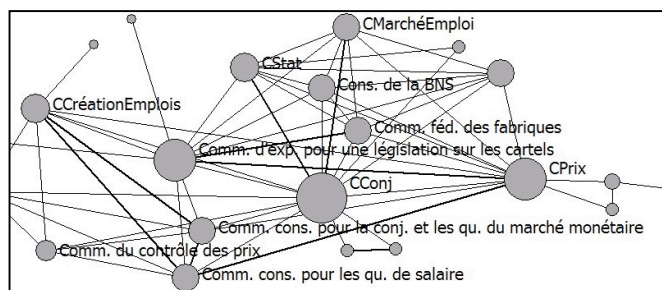 CMarchéEmploi
CStat
Cons. de la BNS
CCréationEmplois
Comm. féd. des fabriques
Comm. d'exp. pour une législation sur les cartels
CPrix
CConj
Comm. cons. pour la conj. et les qu. du marché monétaire
Comm. du contrôle des prix
Comm. cons. pour les qu. de salaire